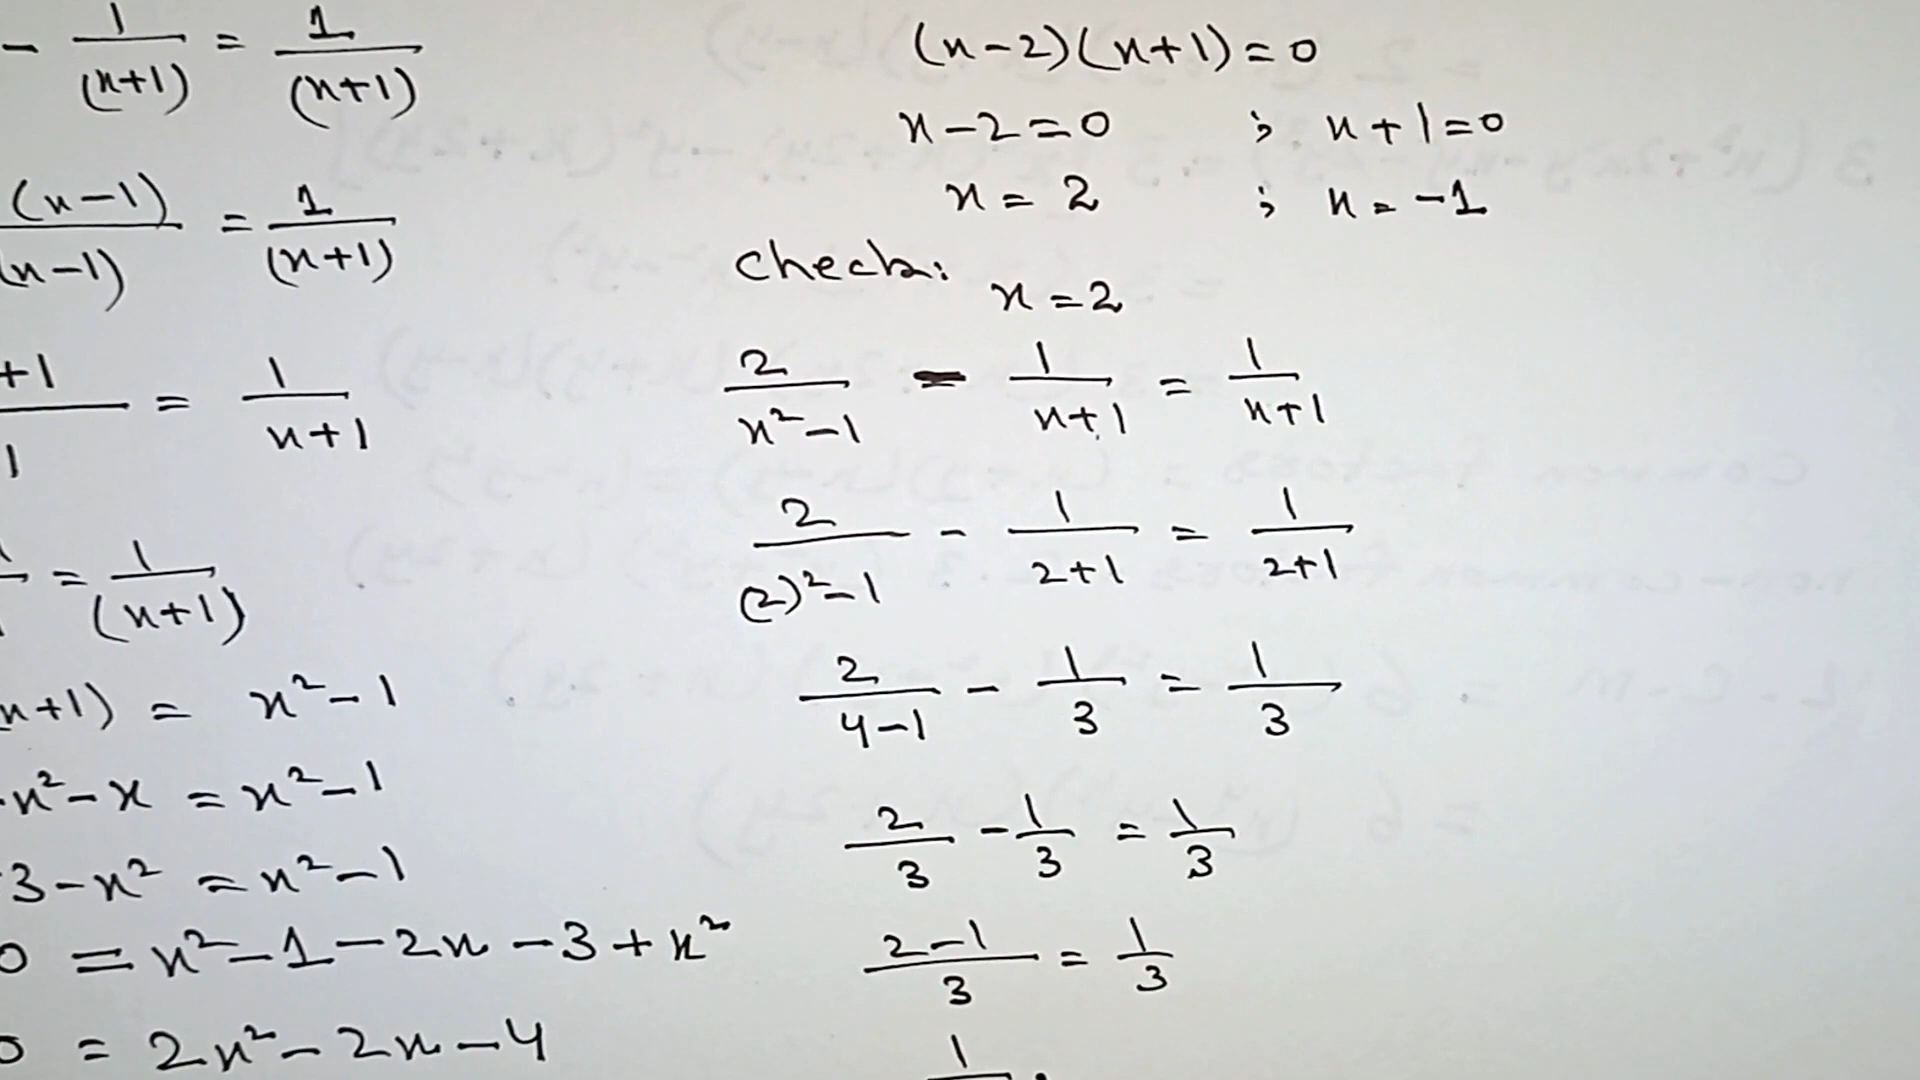 - 1/(x+1) = 1/(x+1)
(x-1)/(x-1) = 1/(x+1)
+1/1 = 1/(x+1)
= 1/(x+1)
x+1) = x²-1
x²-x = x²-1
3-x² = x²-1
0 = x²-1-2x-3+x²
0 = 2x²-2x-4
(x-2)(x+1)=0
x-2=0 ; x+1=0
x=2 ; x=-1
Check:
x=2
2/(x²-1) - 1/(x+1) = 1/(x+1)
2/((2)²-1) - 1/(2+1) = 1/(2+1)
2/(4-1) - 1/3 = 1/3
2/3 - 1/3 = 1/3
(2-1)/3 = 1/3
1